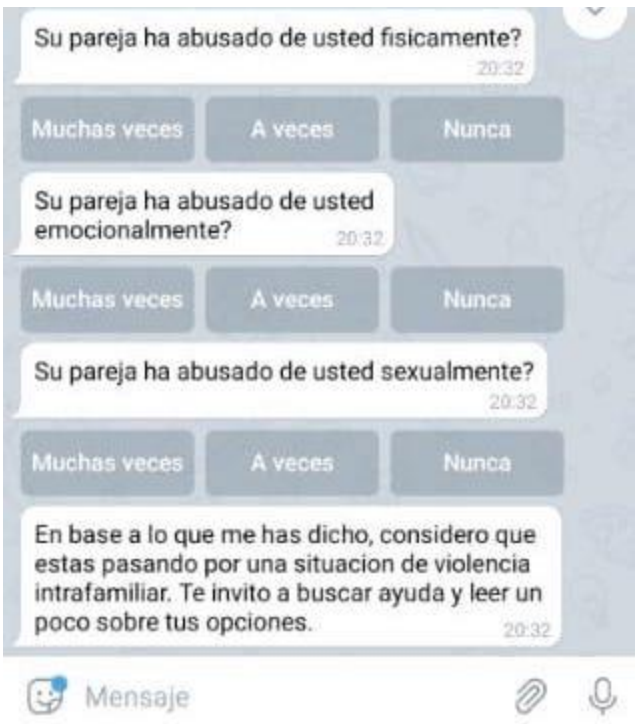 Su pareja ha abusado de usted fisicamente?
20:32
Muchas veces A veces Nunca
Su pareja ha abusado de usted
emocionalmente?
20:32
Muchas veces A veces Nunca
Su pareja ha abusado de usted sexualmente?
20:32
Muchas veces A veces Nunca
En base a lo que me has dicho, considero que
estas pasando por una situacion de violencia
intrafamiliar. Te invito a buscar ayuda y leer un
poco sobre tus opciones.
20:32
Mensaje